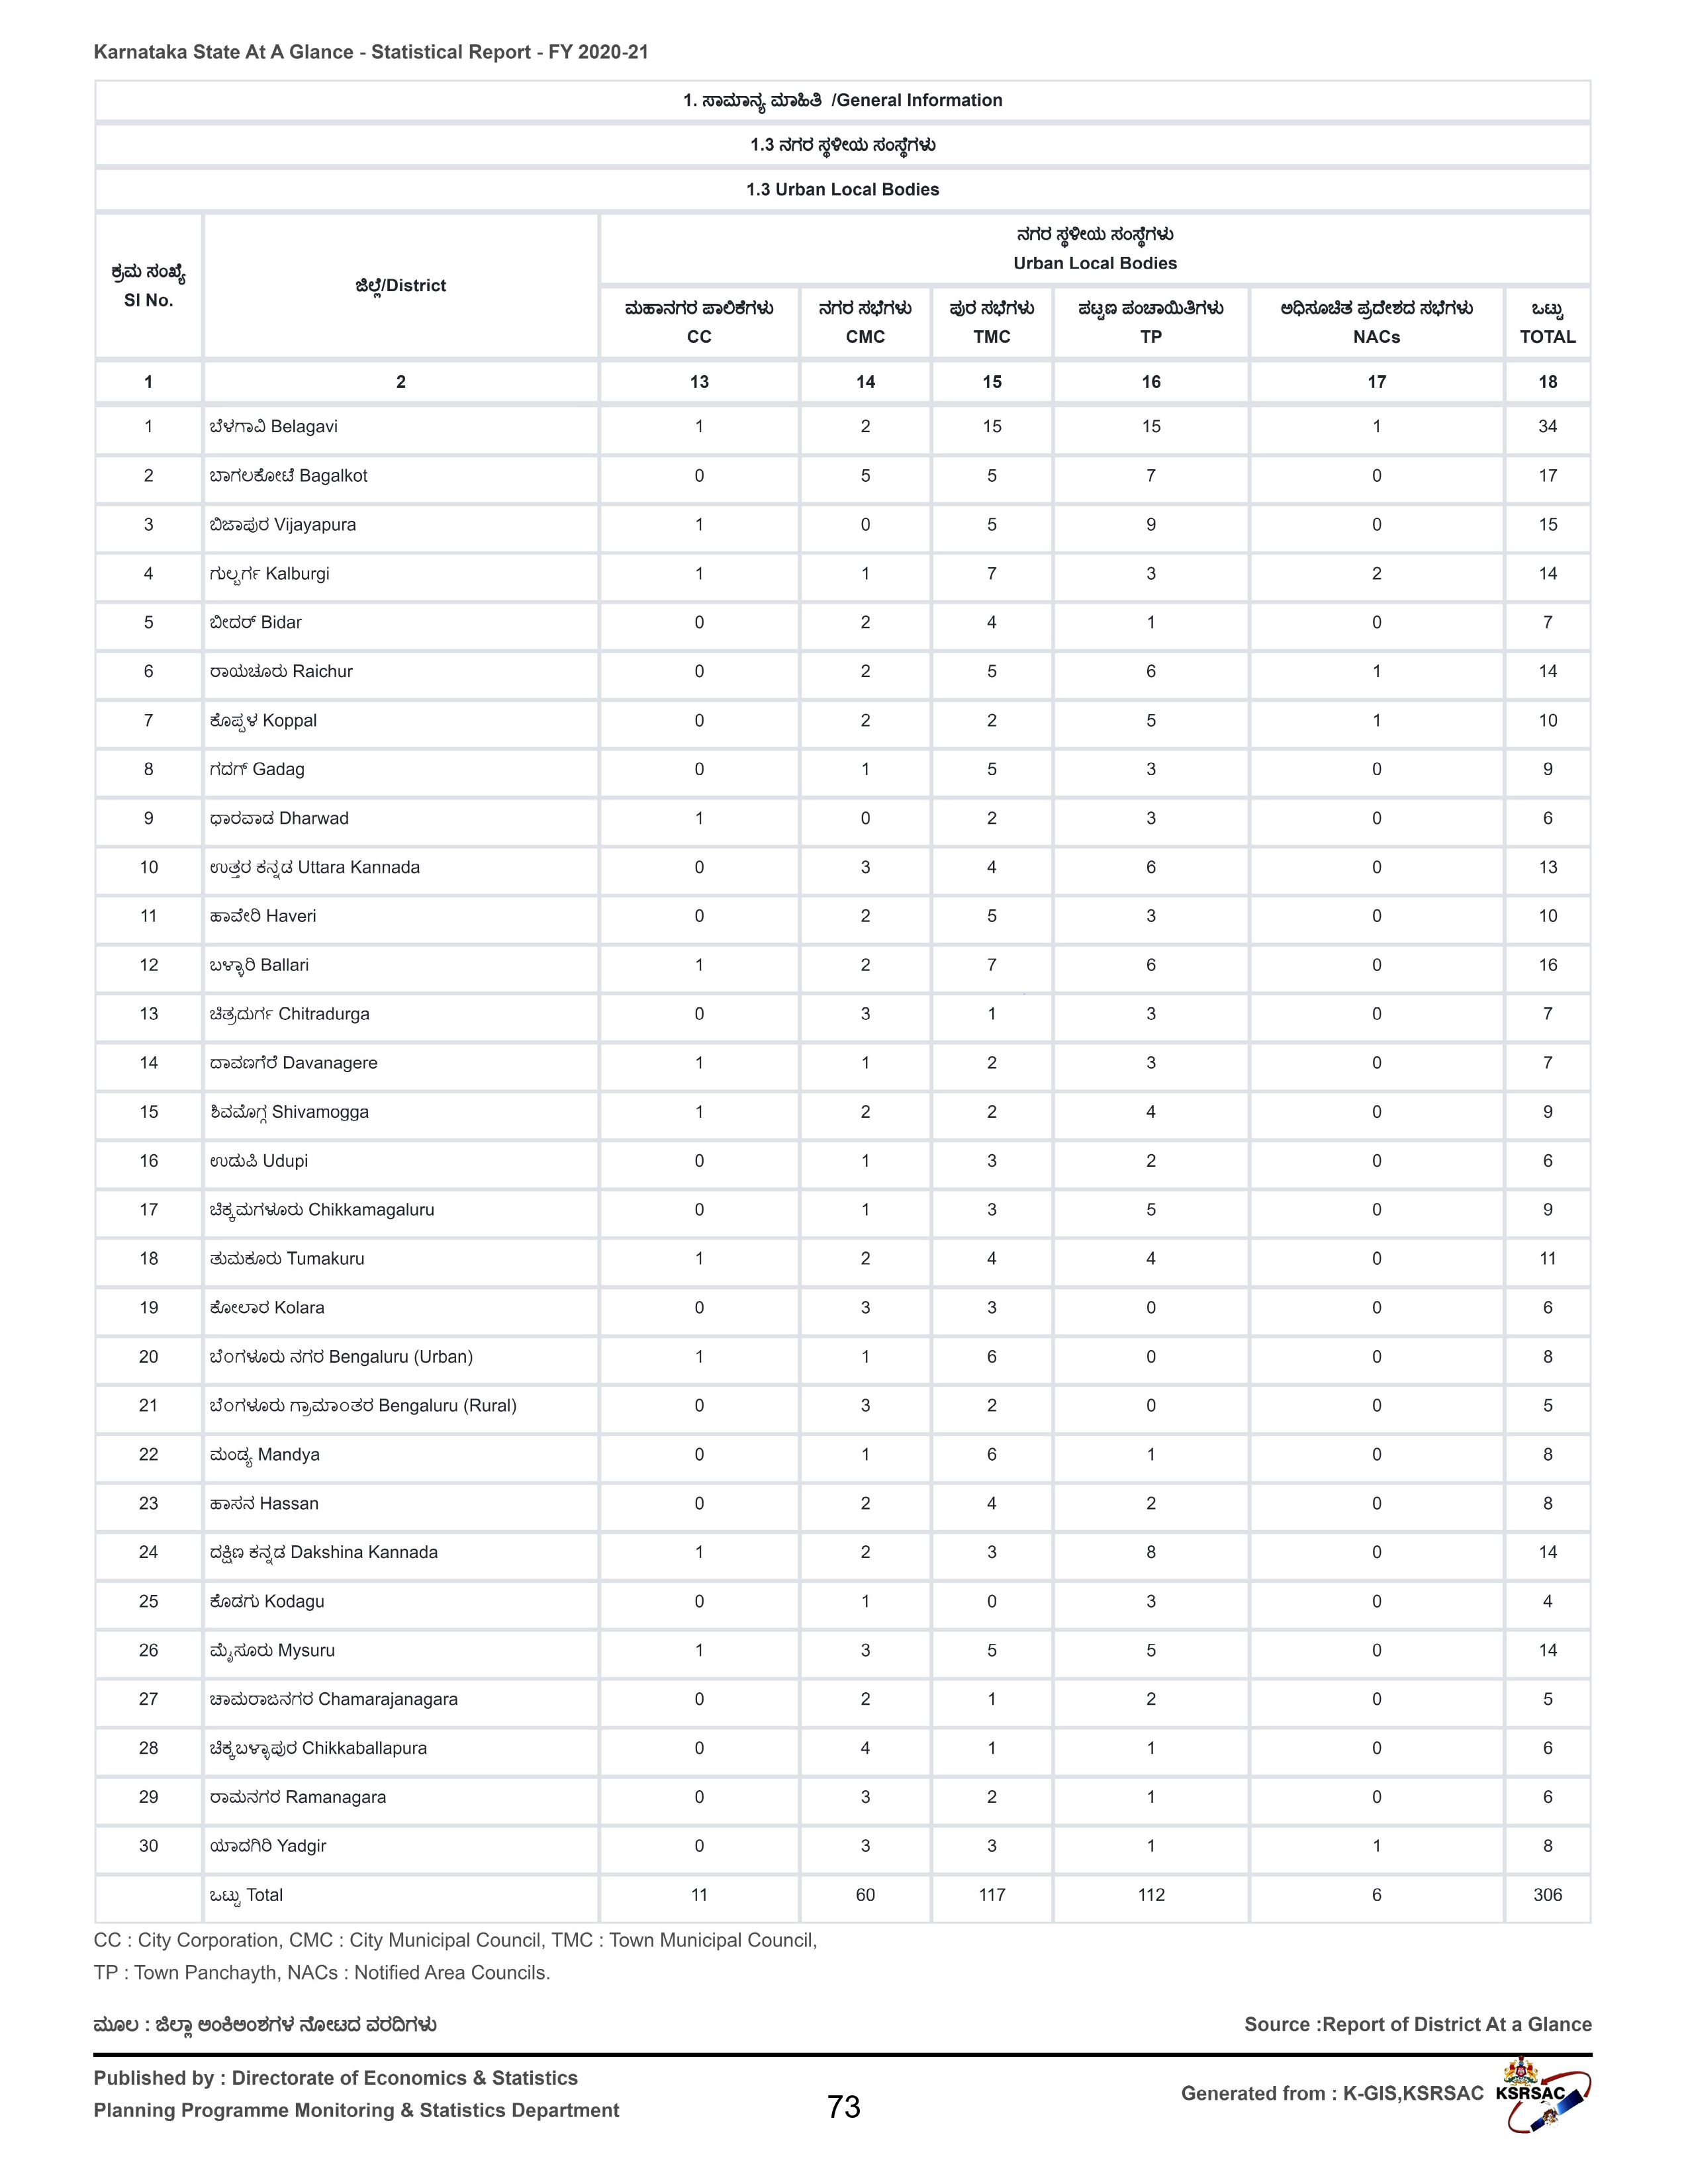 Karnataka State At A Glance - Statistical Report - FY 2020-21
1. ಸಾಮಾನ್ಯ ಮಾಹಿತಿ /General Information
1.3 ನಗರ ಸ್ಥಳೀಯ ಸಂಸ್ಥೆಗಳು
1.3 Urban Local Bodies
ಕ್ರಮ ಸಂಖ್ಯೆ
Sl No.
ಜಿಲ್ಲೆ/District
ನಗರ ಸ್ಥಳೀಯ ಸಂಸ್ಥೆಗಳು
Urban Local Bodies
ಮಹಾನಗರ ಪಾಲಿಕೆಗಳು ನಗರ ಸಭೆಗಳು ಪುರ ಸಭೆಗಳು ಪಟ್ಟಣ ಪಂಚಾಯಿತಿಗಳು ಅಧಿಸೂಚಿತ ಪ್ರದೇಶದ ಸಭೆಗಳು ಒಟ್ಟು
CC CMC TMC TP NACs TOTAL
1 2 13 14 15 16 17 18
1 ಬೆಳಗಾವಿ Belagavi 1 2 15 15 1 34
2 ಬಾಗಲಕೋಟೆ Bagalkot 0 5 5 7 0 17
3 ಬಿಜಾಪುರ Vijayapura 1 0 5 9 0 15
4 ಗುಲ್ಬರ್ಗ Kalburgi 1 1 7 3 2 14
5 ಬೀದರ್ Bidar 0 2 4 1 0 7
6 ರಾಯಚೂರು Raichur 0 2 5 6 1 14
7 ಕೊಪ್ಪಳ Koppal 0 2 2 5 1 10
8 ಗದಗ್ Gadag 0 1 5 3 0 9
9 ಧಾರವಾಡ Dharwad 1 0 2 3 0 6
10 ಉತ್ತರ ಕನ್ನಡ Uttara Kannada 0 3 4 6 0 13
11 ಹಾವೇರಿ Haveri 0 2 5 3 0 10
12 ಬಳ್ಳಾರಿ Ballari 1 2 7 6 0 16
13 ಚಿತ್ರದುರ್ಗ Chitradurga 0 3 1 3 0 7
14 ದಾವಣಗೆರೆ Davanagere 1 1 2 3 0 7
15 ಶಿವಮೊಗ್ಗ Shivamogga 1 2 2 4 0 9
16 ಉಡುಪಿ Udupi 0 1 3 2 0 6
17 ಚಿಕ್ಕಮಗಳೂರು Chikkamagaluru 0 1 3 5 0 9
18 ತುಮಕೂರು Tumakuru 1 2 4 4 0 11
19 ಕೋಲಾರ Kolara 0 3 3 0 0 6
20 ಬೆಂಗಳೂರು ನಗರ Bengaluru (Urban) 1 1 6 0 0 8
21 ಬೆಂಗಳೂರು ಗ್ರಾಮಾಂತರ Bengaluru (Rural) 0 3 2 0 0 5
22 ಮಂಡ್ಯ Mandya 0 1 6 1 0 8
23 ಹಾಸನ Hassan 0 2 4 2 0 8
24 ದಕ್ಷಿಣ ಕನ್ನಡ Dakshina Kannada 1 2 3 8 0 14
25 ಕೊಡಗು Kodagu 0 1 0 3 0 4
26 ಮೈಸೂರು Mysuru 1 3 5 5 0 14
27 ಚಾಮರಾಜನಗರ Chamarajanagara 0 2 1 2 0 5
28 ಚಿಕ್ಕಬಳ್ಳಾಪುರ Chikkaballapura 0 4 1 1 0 6
29 ರಾಮನಗರ Ramanagara 0 3 2 1 0 6
30 ಯಾದಗಿರಿ Yadgir 0 3 3 1 1 8
ಒಟ್ಟು Total 11 60 117 112 6 306
CC : City Corporation, CMC : City Municipal Council, TMC : Town Municipal Council,
TP : Town Panchayth, NACs : Notified Area Councils.
ಮೂಲ : ಜಿಲ್ಲಾ ಅಂಕಿಅಂಶಗಳ ನೋಟದ ವರದಿಗಳು Source :Report of District At a Glance
Published by : Directorate of Economics & Statistics
Planning Programme Monitoring & Statistics Department
73
Generated from : K-GIS,KSRSAC
KSRSAC